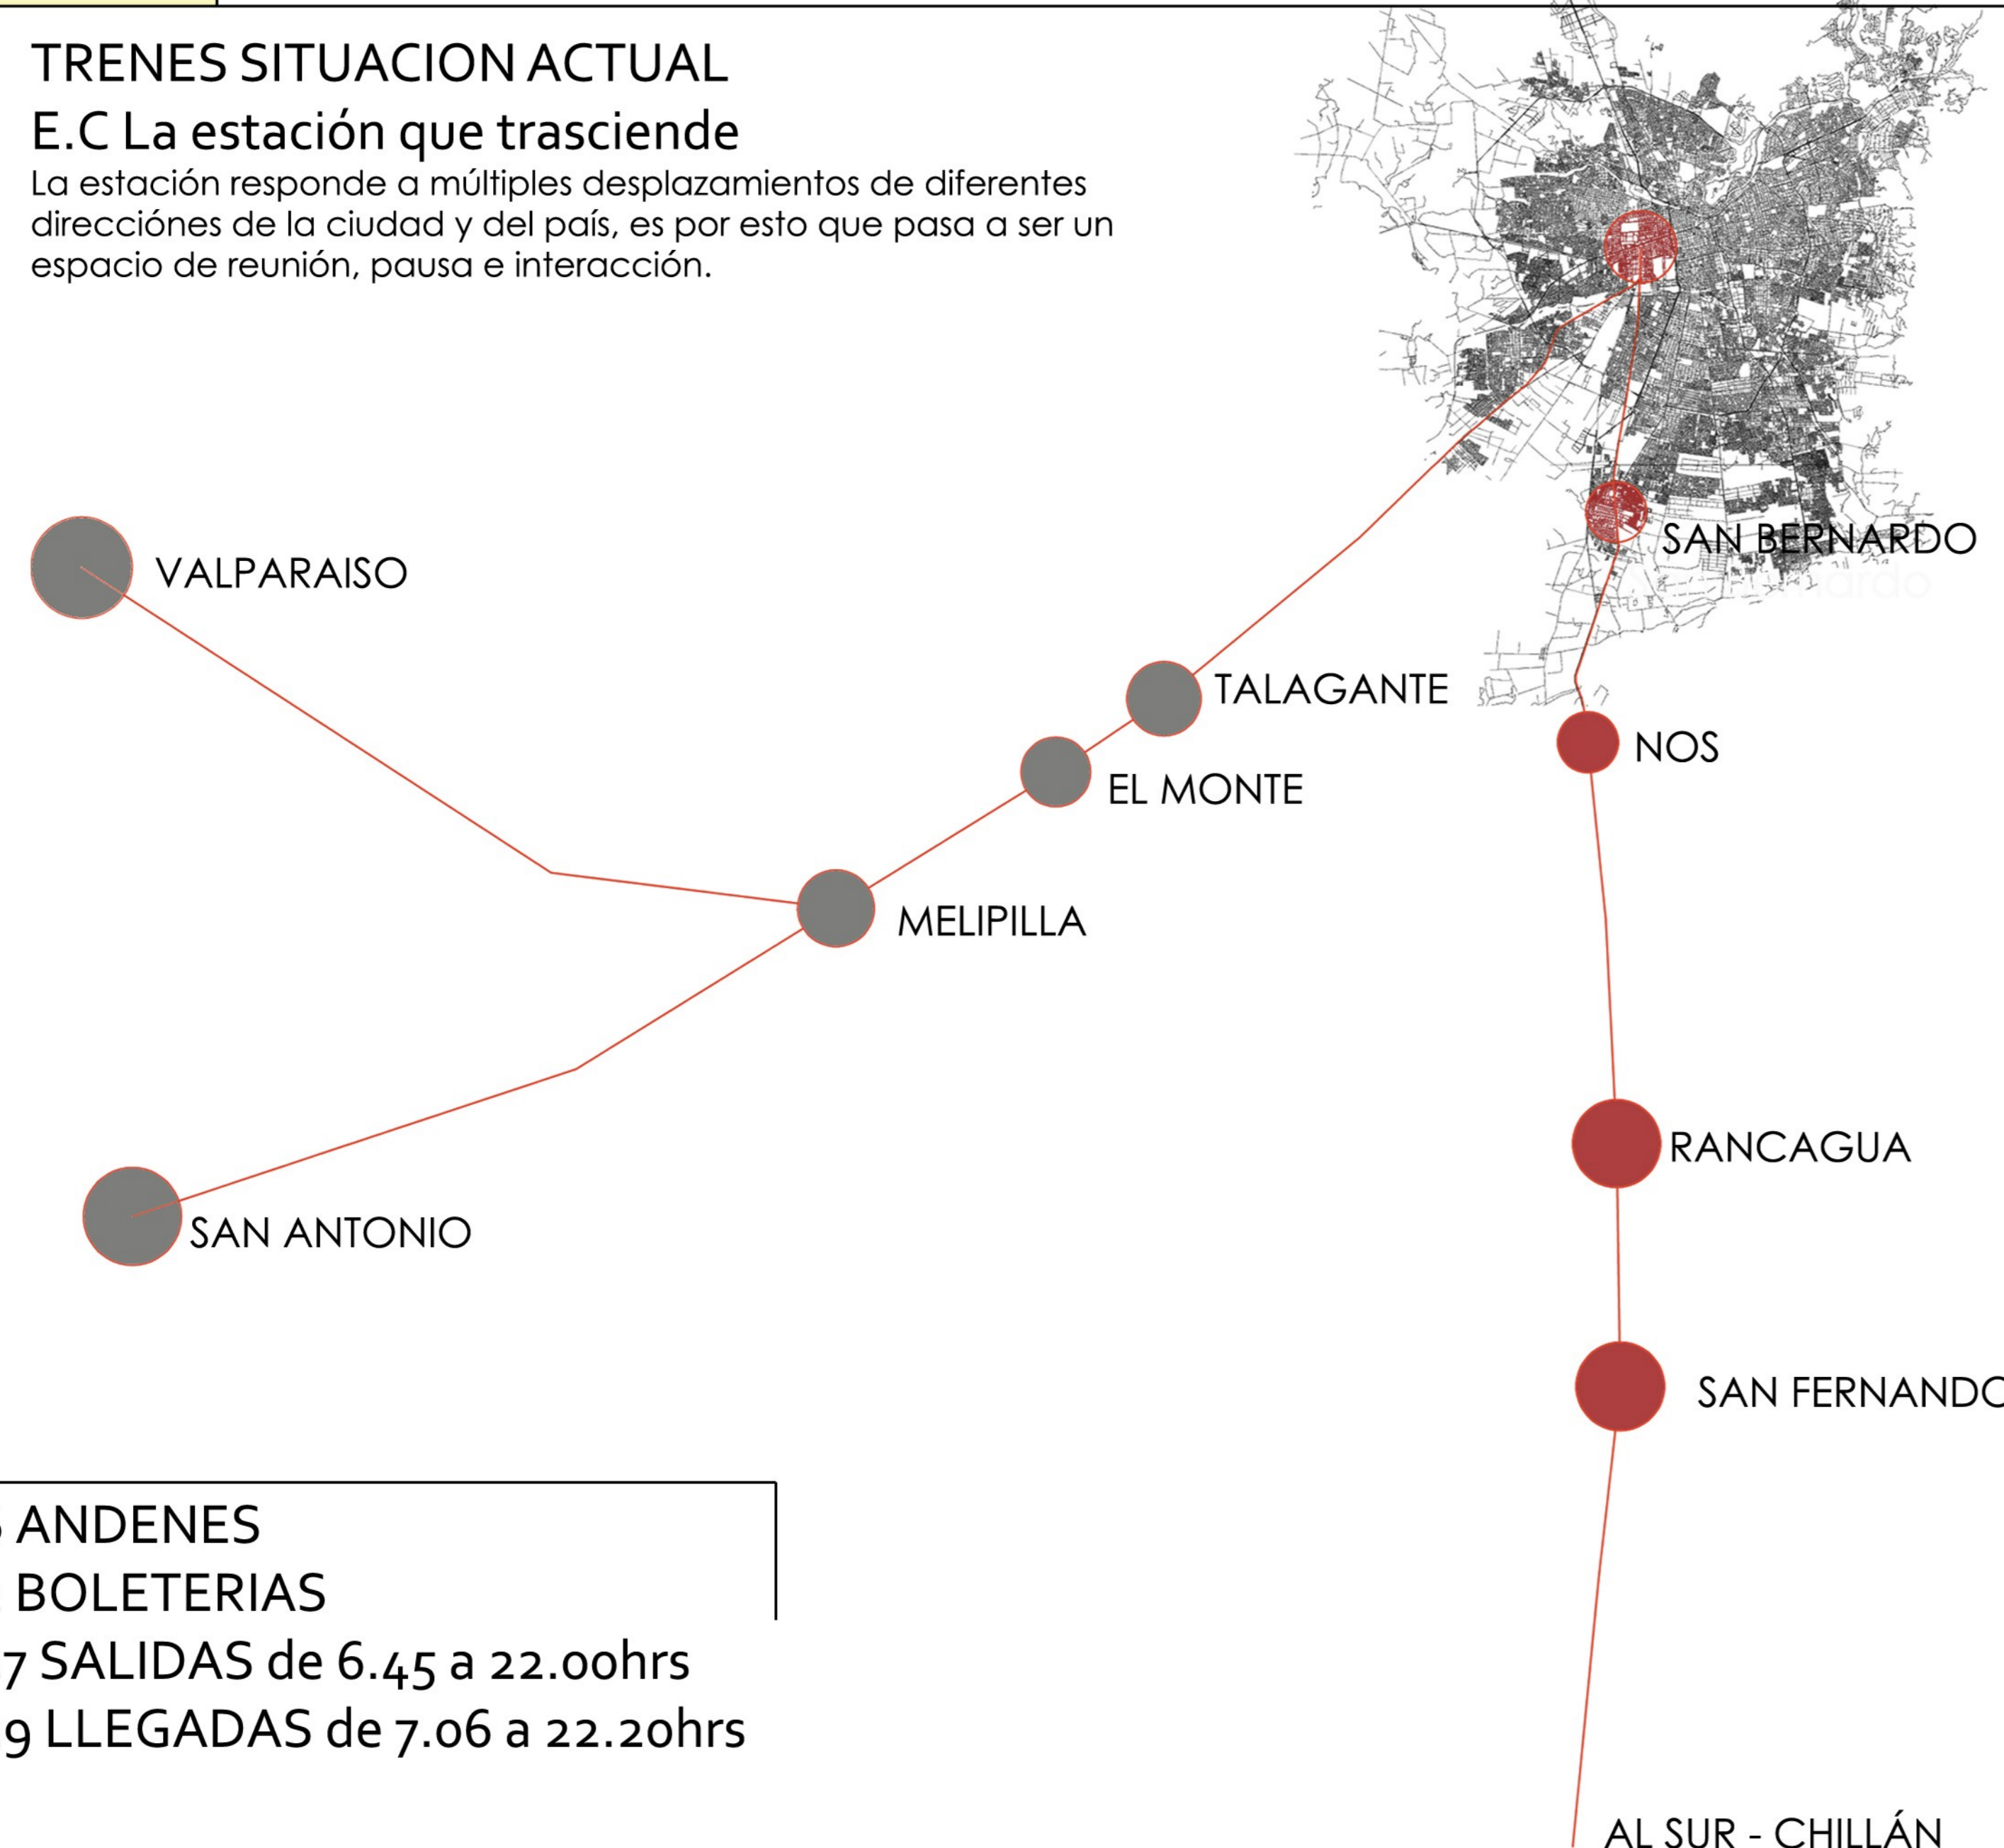 TRENES SITUACION ACTUAL
E.C La estación que trasciende
La estación responde a múltiples desplazamientos de diferentes
direcciónes de la ciudad y del país, es por esto que pasa a ser un
espacio de reunión, pausa e interacción.
SAN BERNARDO
VALPARAISO
TALAGANTE
NOS
EL MONTE
MELIPILLA
RANCAGUA
SAN ANTONIO
SAN FERNANDO
ANDENES
BOLETERIAS
7 SALIDAS de 6.45 a 22.00hrs
9 LLEGADAS de 7.06 a 22.20hrs
AL SUR - CHILLÁN